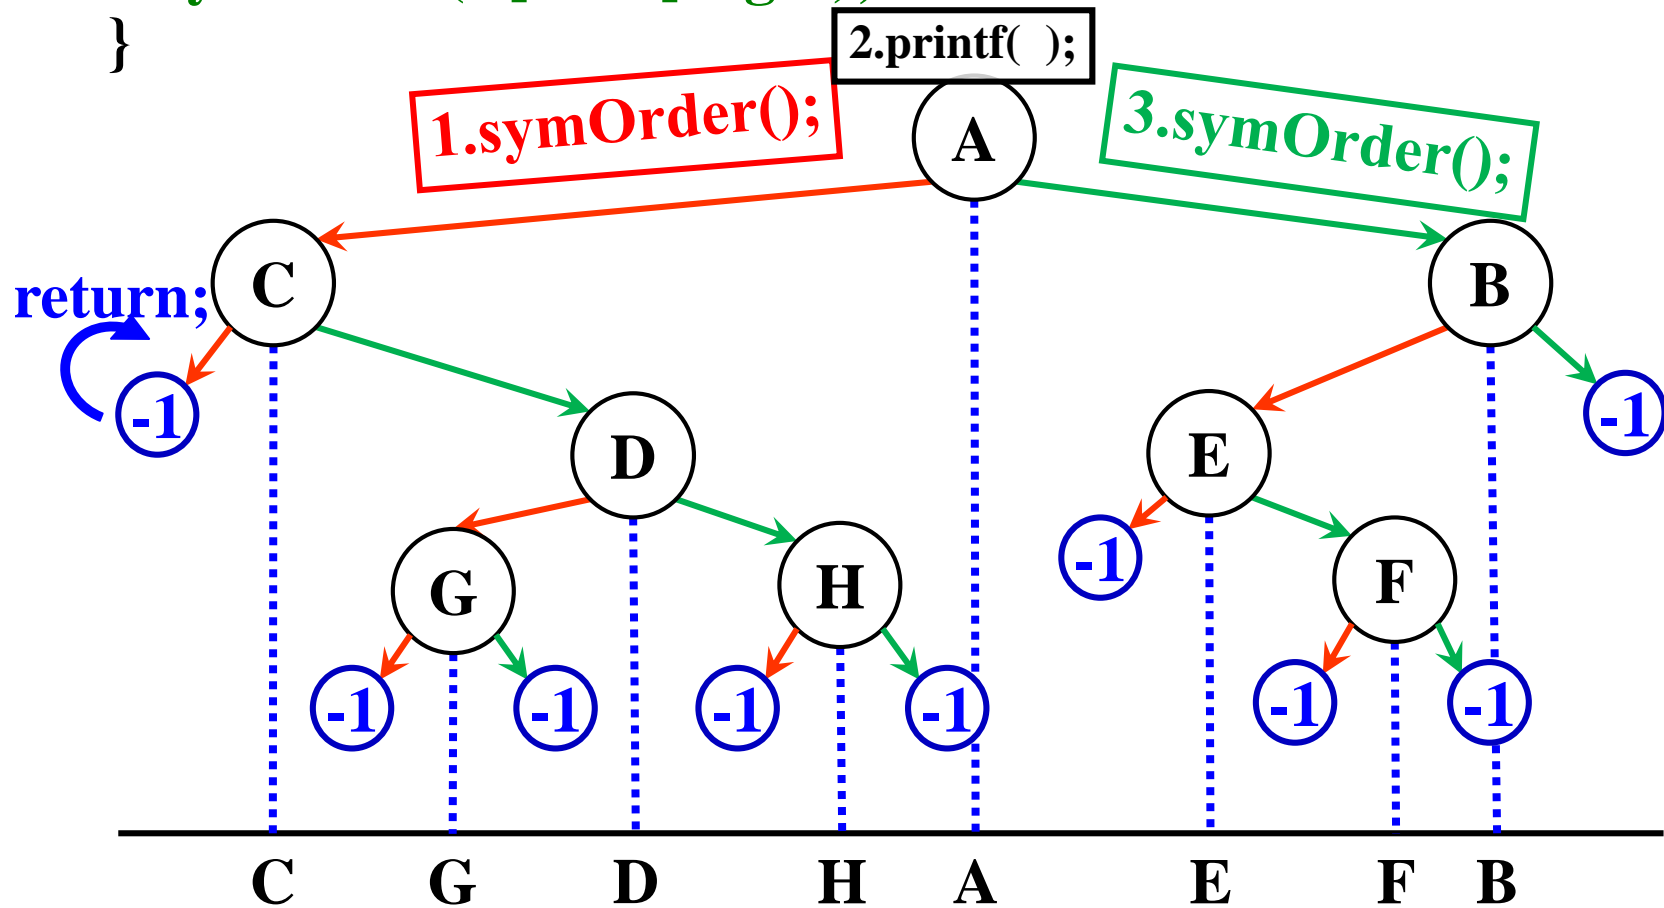 }
2.printf(  );
1.symOrder();
3.symOrder();
A
C
B
return;
-1
-1
D
E
-1
G
H
F
-1
-1
-1
-1
-1
-1
C G D H A E F B